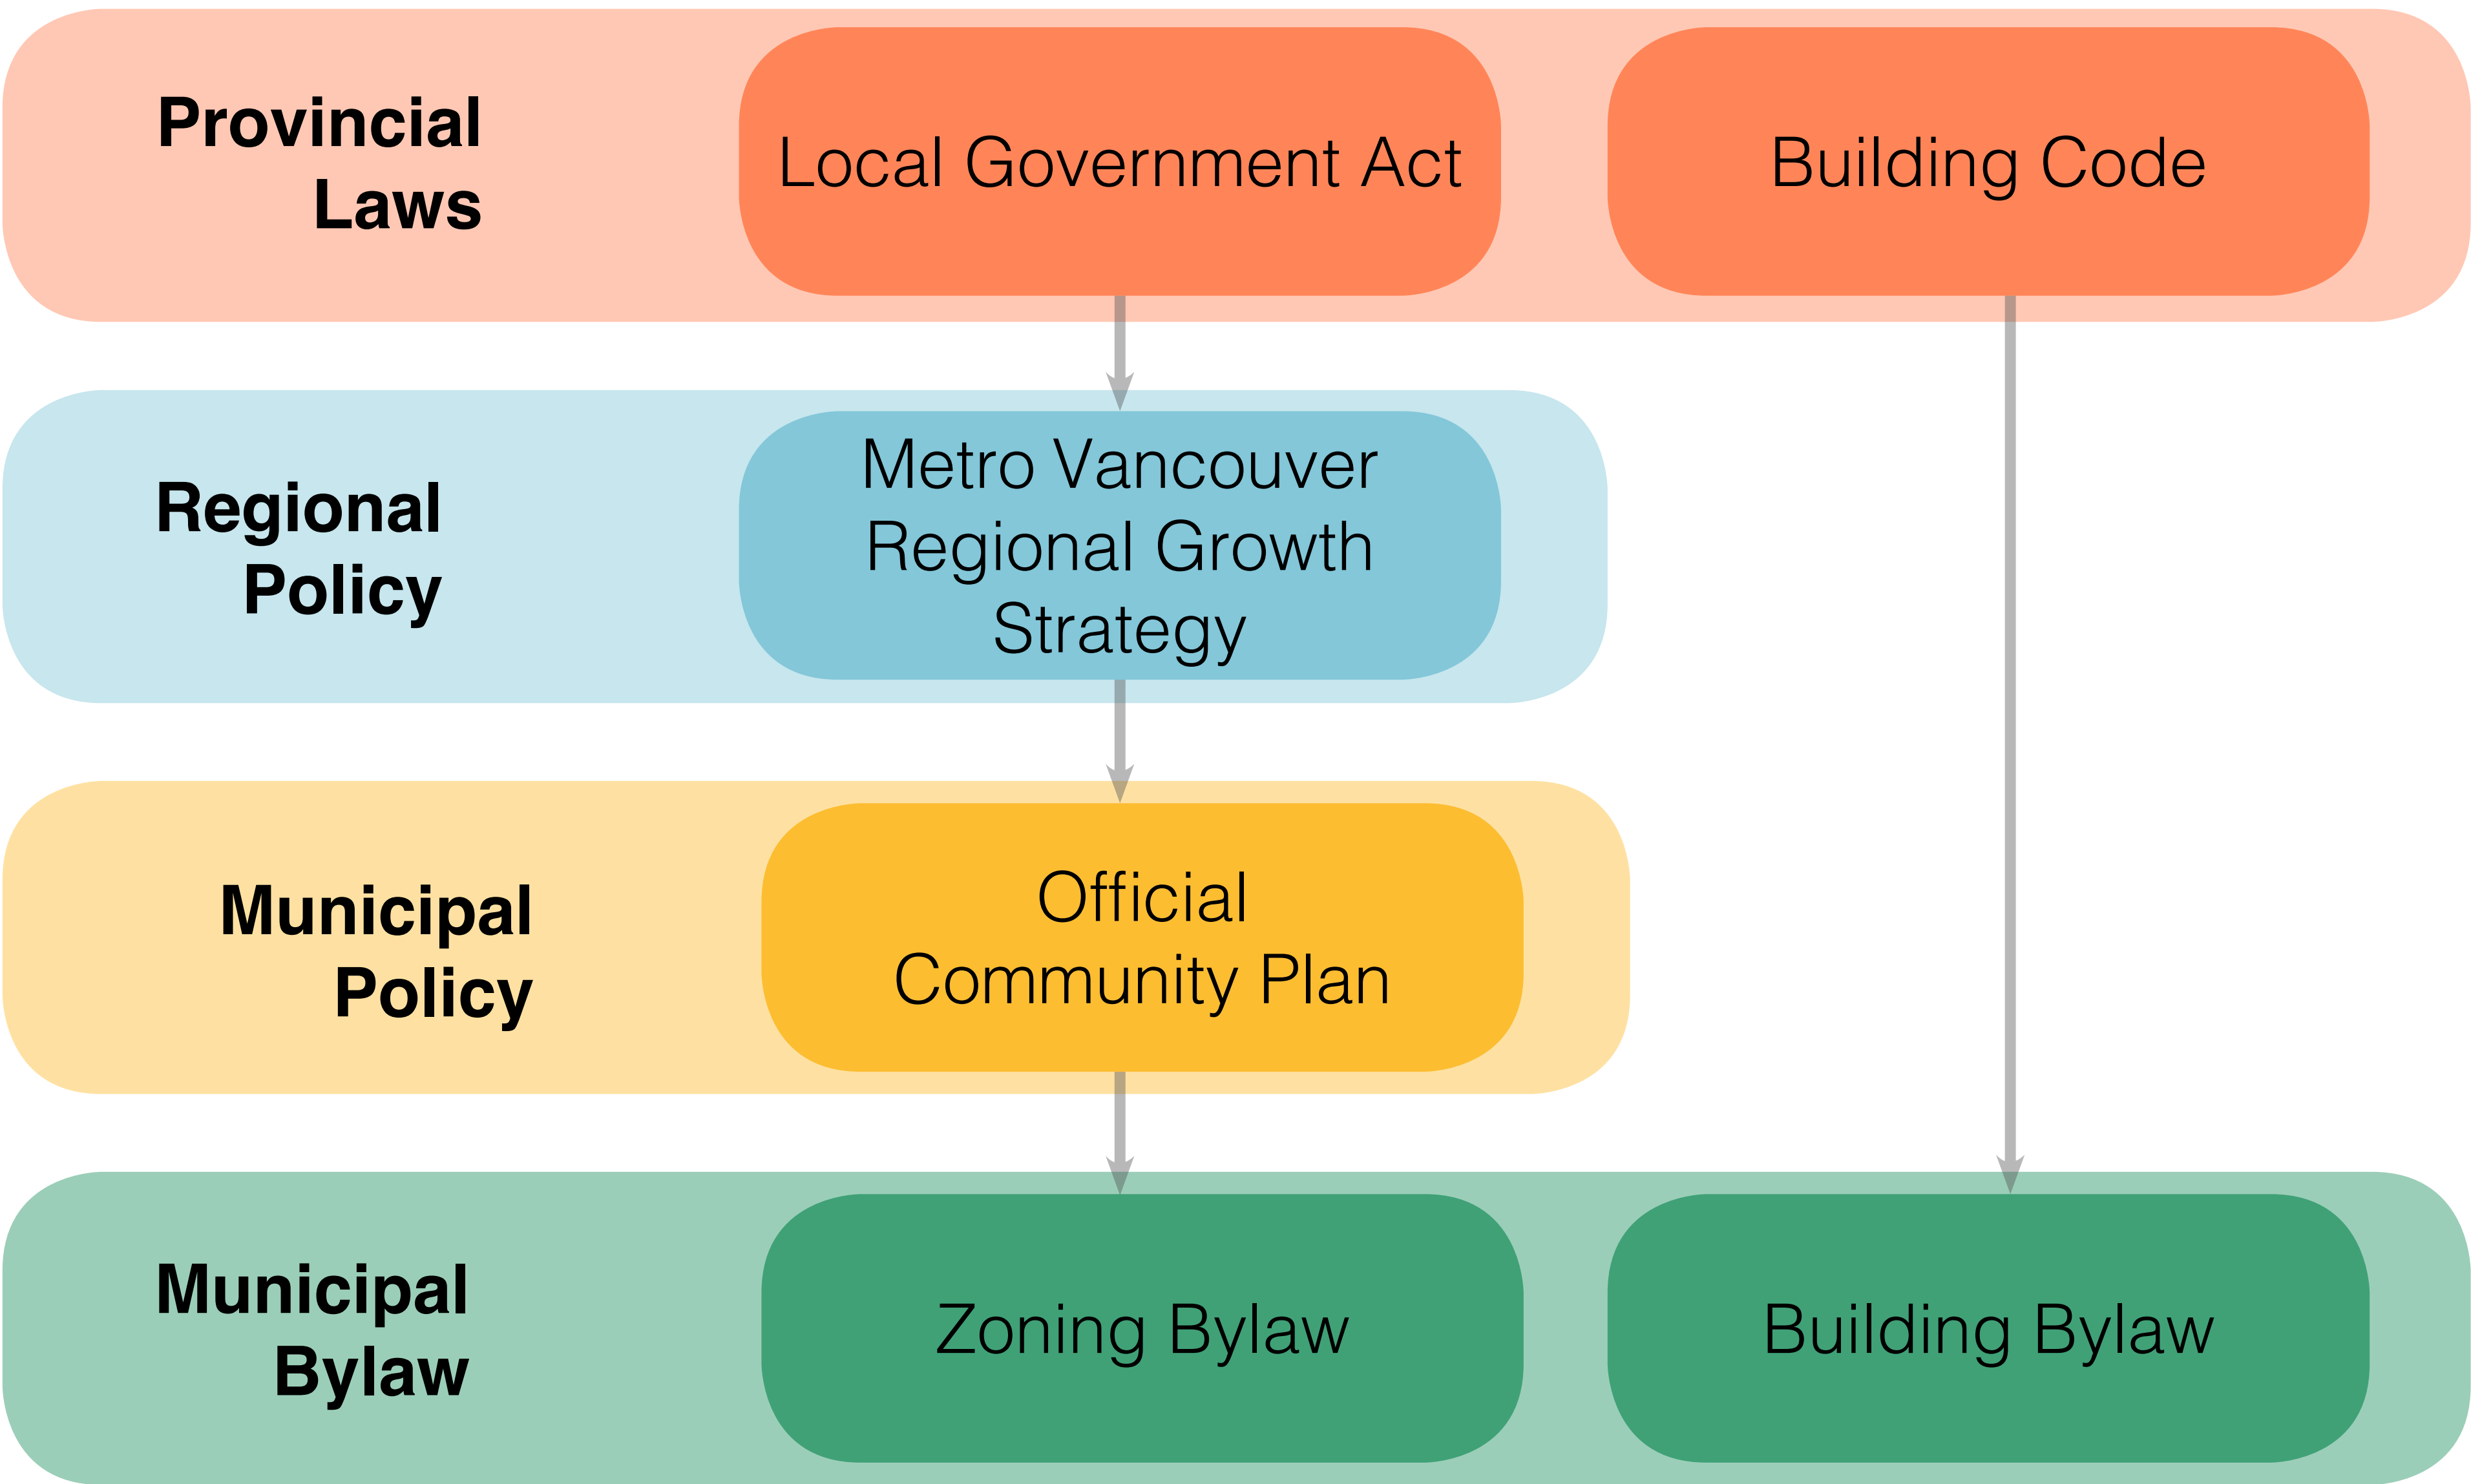 Provincial
Laws
Local Government Act
Building Code
Regional
Policy
Metro Vancouver
Regional Growth
Strategy
Municipal
Policy
Official
Community Plan
Municipal
Bylaw
Zoning Bylaw
Building Bylaw